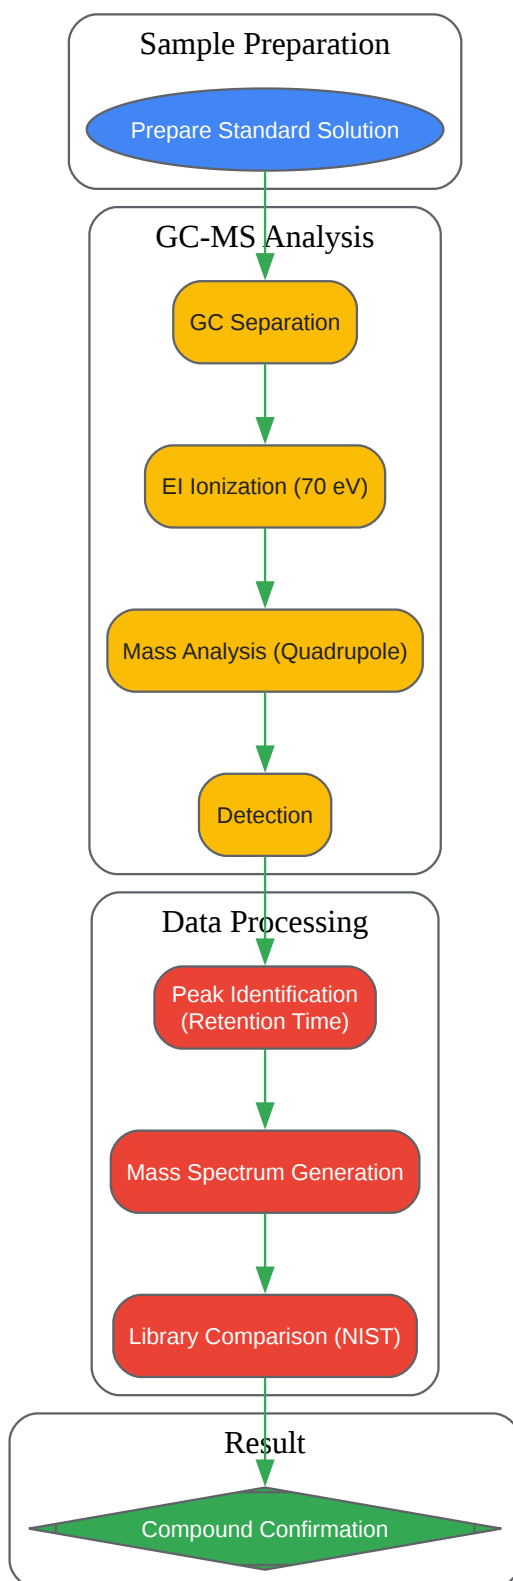 Sample Preparation
Prepare Standard Solution
GC-MS Analysis
GC Separation
EI Ionization (70 eV)
Mass Analysis (Quadrupole)
Detection
Data Processing
Peak Identification
(Retention Time)
Mass Spectrum Generation
Library Comparison (NIST)
Result
Compound Confirmation